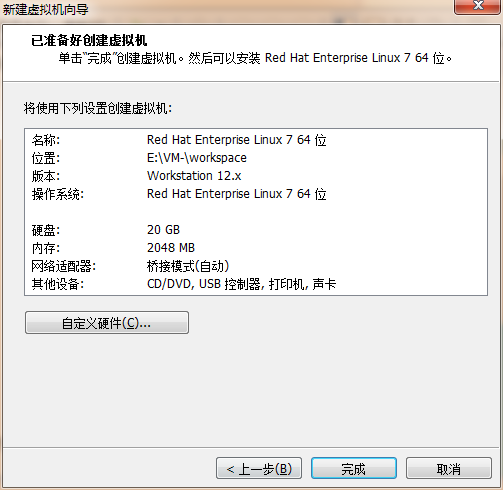 新建虚拟机向导
已准备好创建虚拟机
单击“完成”创建虚拟机。然后可以安装 Red Hat Enterprise Linux 7 64 位。
将使用下列设置创建虚拟机:
名称: Red Hat Enterprise Linux 7 64 位
位置: E:\VM-\workspace
版本: Workstation 12.x
操作系统: Red Hat Enterprise Linux 7 64 位
硬盘: 20 GB
内存: 2048 MB
网络适配器: 桥接模式(自动)
其他设备: CD/DVD, USB 控制器, 打印机, 声卡
自定义硬件(C)...
< 上一步(B) 完成 取消